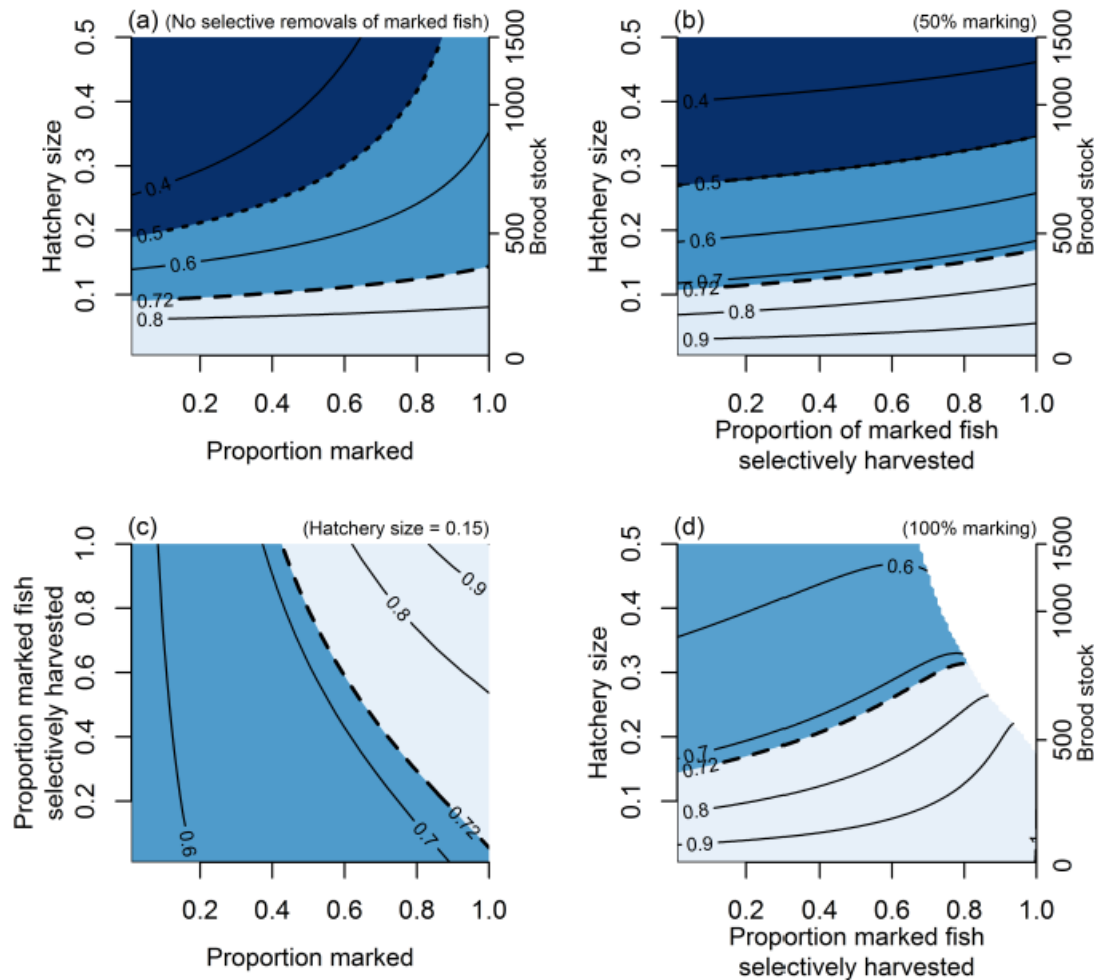 (a) (No selective removals of marked fish)
0.5
0.4
0.3
0.2
0.1
Hatchery size
0.4
0.5
0.6
0.72
0.8
1500
1000
500
0
Brood stock
0.2 0.4 0.6 0.8 1.0
Proportion marked
(b) (50% marking)
0.5
0.4
0.3
0.2
0.1
Hatchery size
0.4
0.5
0.6
0.7
0.72
0.8
0.9
1500
1000
500
0
Brood stock
0.2 0.4 0.6 0.8 1.0
Proportion of marked fish
selectively harvested
(c) (Hatchery size = 0.15)
1.0
0.8
0.6
0.4
0.2
Proportion marked fish
selectively harvested
0.9
0.8
0.6
0.7
0.72
0.2 0.4 0.6 0.8 1.0
Proportion marked
(d) (100% marking)
0.5
0.4
0.3
0.2
0.1
Hatchery size
0.6
0.7
0.72
0.8
0.9
1500
1000
500
0
Brood stock
0.2 0.4 0.6 0.8 1.0
Proportion marked fish
selectively harvested